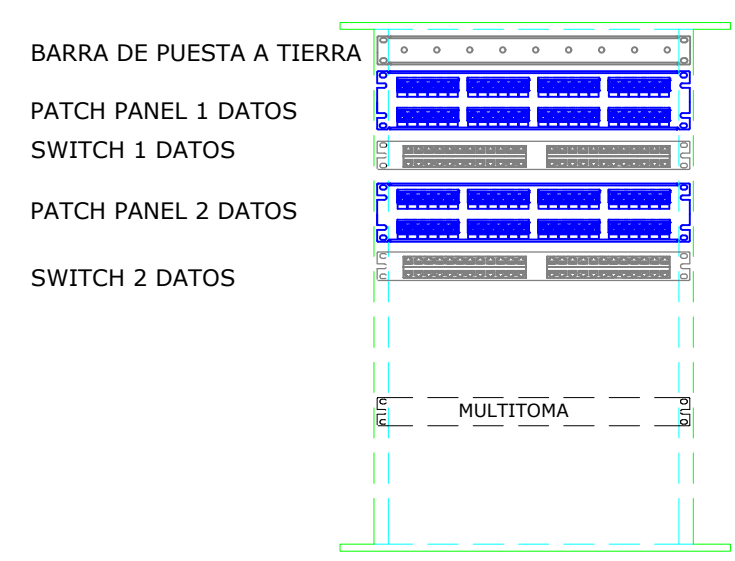 BARRA DE PUESTA A TIERRA
PATCH PANEL 1 DATOS
SWITCH 1 DATOS
PATCH PANEL 2 DATOS
SWITCH 2 DATOS
MULTITOMA